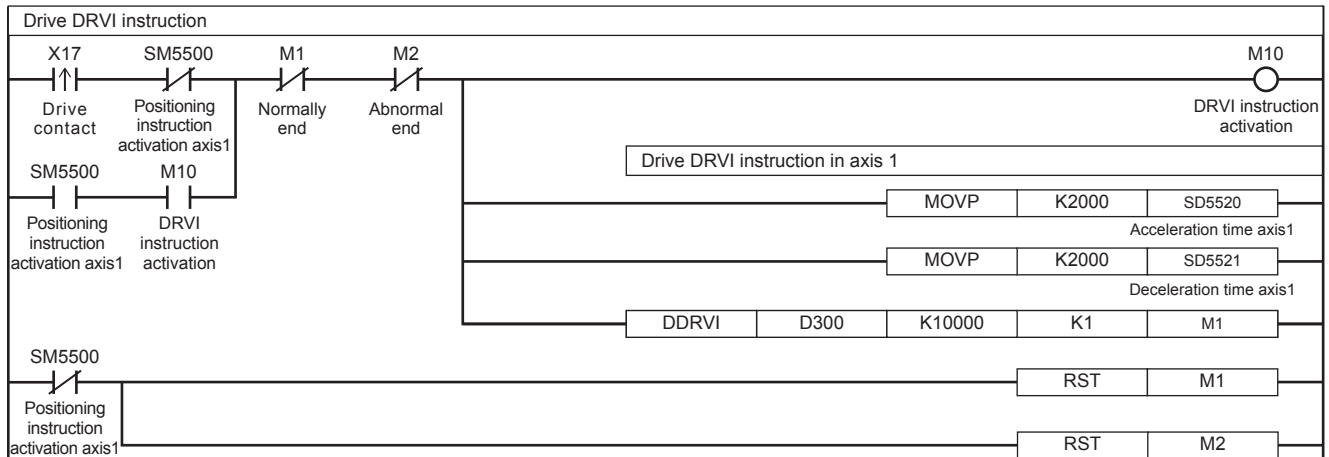 Drive DRVI instruction
X17 SM5500 M1 M2 M10
Drive
contact
Positioning
instruction
activation axis1
Normally
end
Abnormal
end
DRVI instruction
activation
Drive DRVI instruction in axis 1
SM5500 M10
Positioning
instruction
activation axis1
DRVI
instruction
activation
MOVP K2000 SD5520
Acceleration time axis1
MOVP K2000 SD5521
Deceleration time axis1
DDRVI D300 K10000 K1 M1
SM5500
Positioning
instruction
activation axis1
RST M1
RST M2